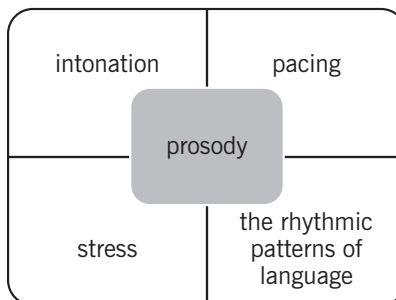 intonation
pacing
prosody
stress
the rhythmic
patterns of
language